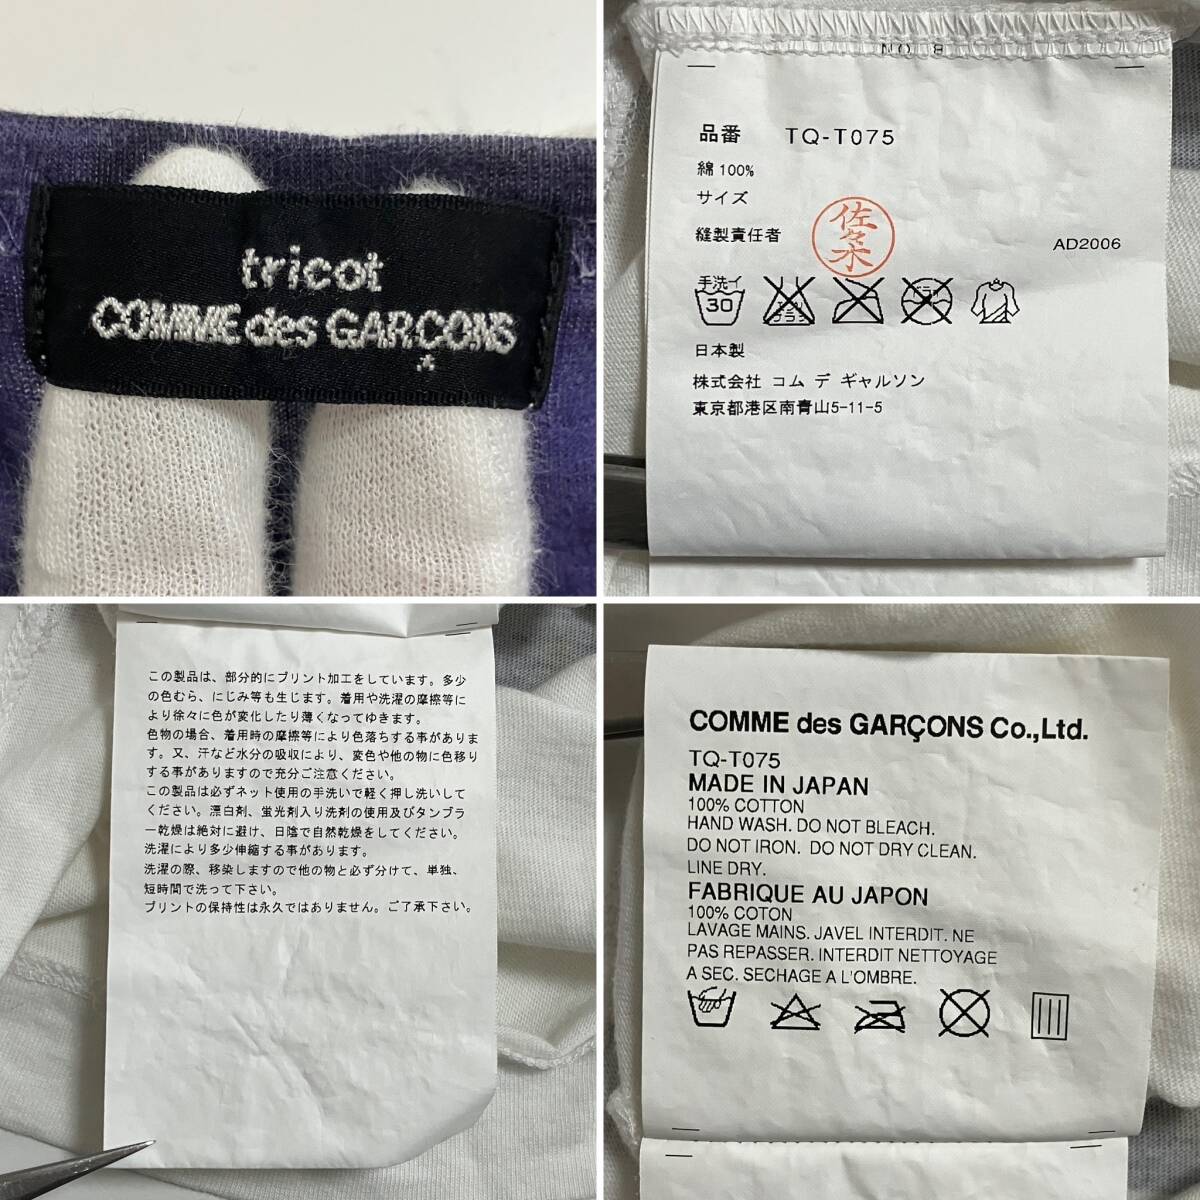 tricot
COMME des GARÇONS
品番 TQ-T075
綿100%
サイズ
縫製責任者
佐々木
AD2006
手洗イ
30
日本製
株式会社 コム デ ギャルソン
東京都港区南青山5-11-5
この製品は、部分的にプリント加工をしています。多少
の色むら、にじみ等も生じます。着用や洗濯の摩擦等に
より徐々に色が変化したり薄くなってゆきます。
色物の場合、着用時の摩擦等により色落ちする事がありま
す。又、汗など水分の吸収により、変色や他の物に色移り
する事がありますので充分ご注意ください。
この製品は必ずネット使用の手洗いで軽く押し洗いして
ください。漂白剤、蛍光剤入り洗剤の使用及びタンブラ
ー乾燥は絶対に避け、日陰で自然乾燥をしてください。
洗濯により多少伸縮する事があります。
洗濯の際、移染しますので他の物と必ず分けて、単独、
短時間で洗って下さい。
プリントの保持性は永久ではありません。ご了承下さい。
COMME des GARÇONS Co.,Ltd.
TQ-T075
MADE IN JAPAN
100% COTTON
HAND WASH. DO NOT BLEACH.
DO NOT IRON. DO NOT DRY CLEAN.
LINE DRY.
FABRIQUE AU JAPON
100% COTON
LAVAGE MAINS. JAVEL INTERDIT. NE
PAS REPASSER. INTERDIT NETTOYAGE
A SEC. SECHAGE A L'OMBRE.